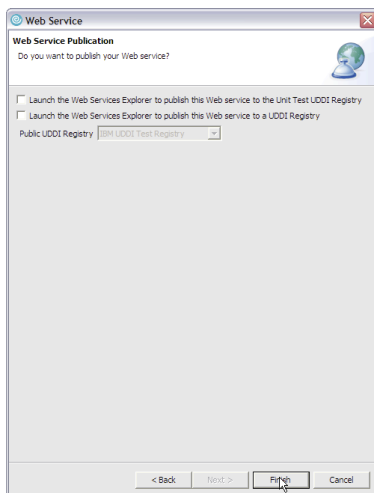 Web Service
Web Service Publication
Do you want to publish your Web service?
Launch the Web Services Explorer to publish this Web service to the Unit Test UDDI Registry
Launch the Web Services Explorer to publish this Web service to a UDDI Registry
Public UDDI Registry IBM UDDI Test Registry
< Back Next > Finish Cancel